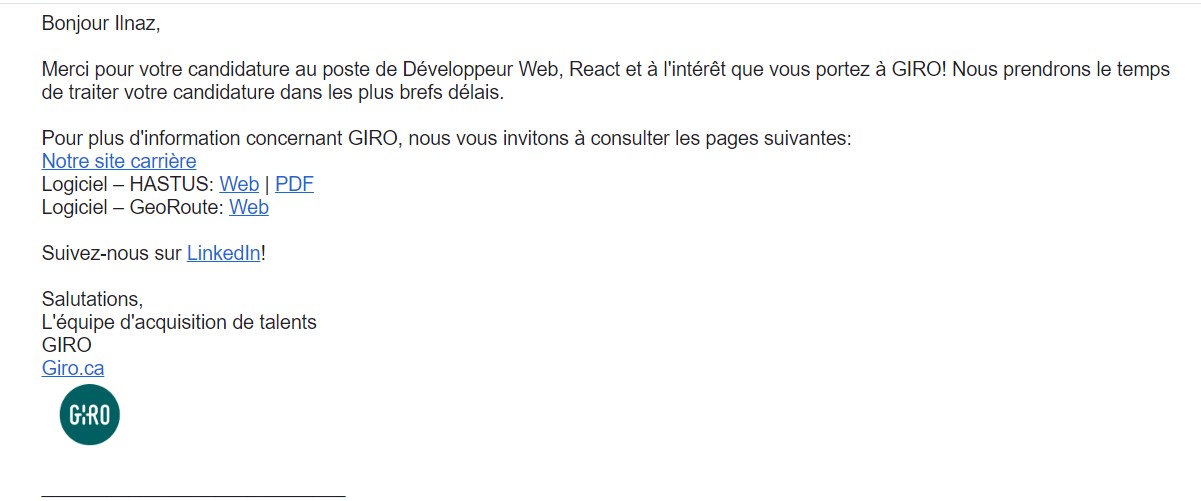 Bonjour Ilnaz,
Merci pour votre candidature au poste de Développeur Web, React et à l'intérêt que vous portez à GIRO! Nous prendrons le temps
de traiter votre candidature dans les plus brefs délais.
Pour plus d'information concernant GIRO, nous vous invitons à consulter les pages suivantes:
Notre site carrière
Logiciel – HASTUS: Web | PDF
Logiciel – GeoRoute: Web
Suivez-nous sur LinkedIn!
Salutations,
L'équipe d'acquisition de talents
GIRO
Giro.ca
GIRO